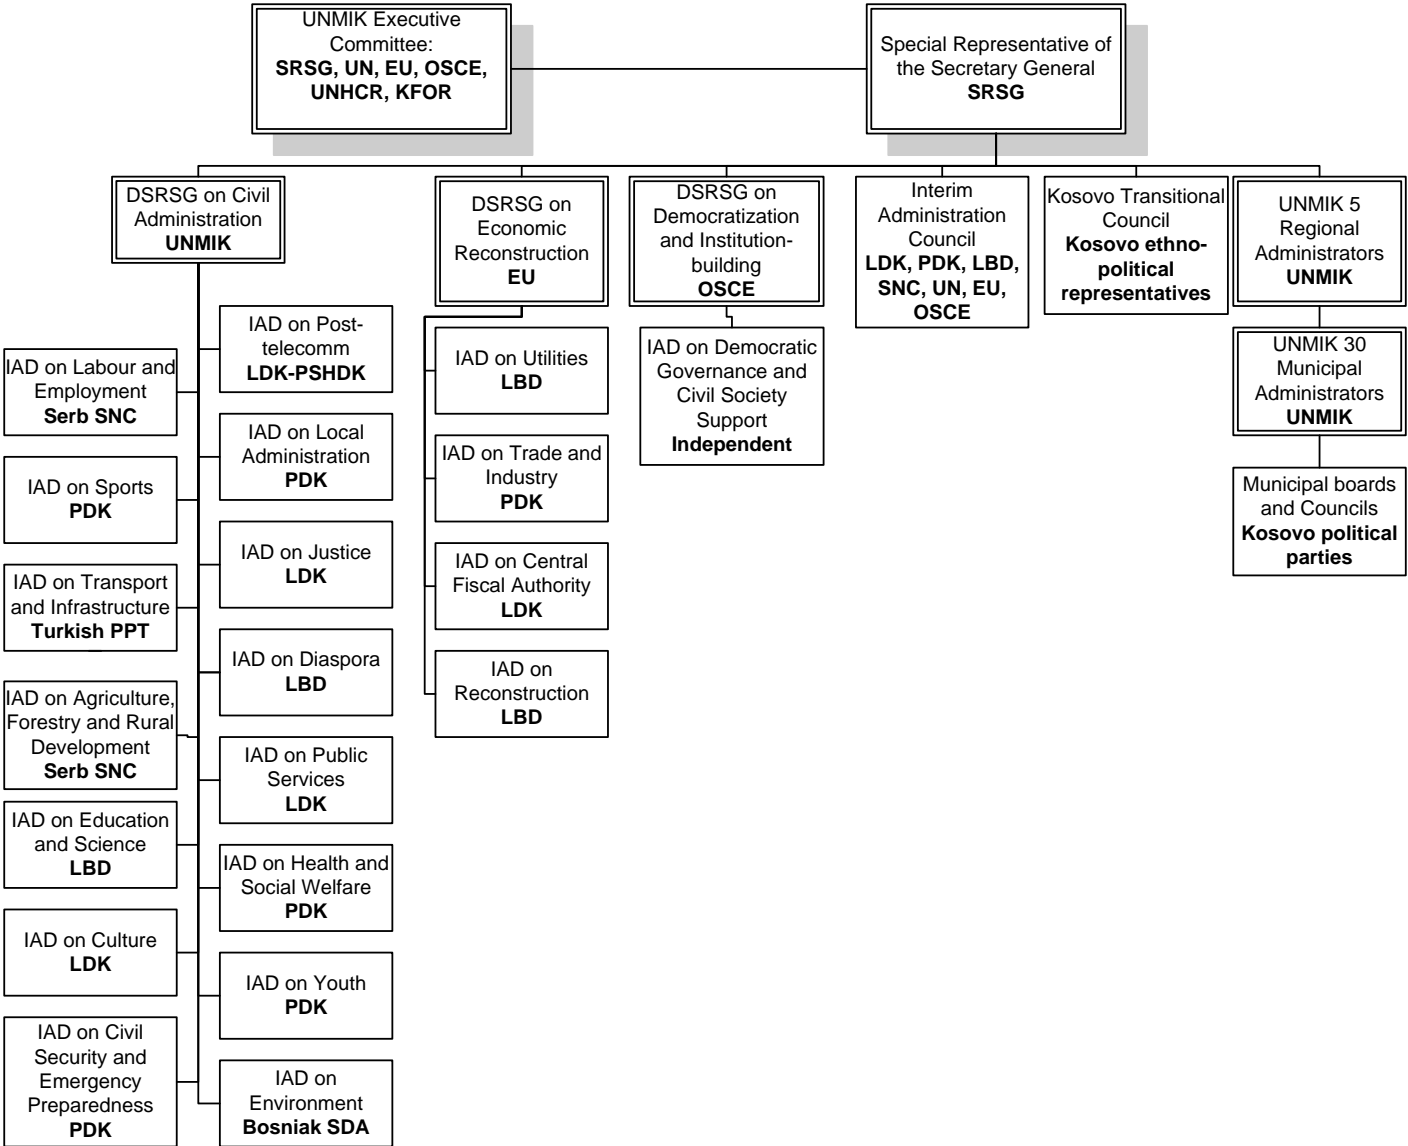 UNMIK Executive
Committee:
SRSG, UN, EU, OSCE,
UNHCR, KFOR
Special Representative of
the Secretary General
SRSG
DSRSG on Civil
Administration
UNMIK
DSRSG on
Economic
Reconstruction
EU
DSRSG on
Democratization
and Institution-
building
OSCE
Interim
Administration
Council
LDK, PDK, LBD,
SNC, UN, EU,
OSCE
Kosovo Transitional
Council
Kosovo ethno-
political
representatives
UNMIK 5
Regional
Administrators
UNMIK
IAD on Labour and
Employment
Serb SNC
IAD on Sports
PDK
IAD on Transport
and Infrastructure
Turkish PPT
IAD on Agriculture,
Forestry and Rural
Development
Serb SNC
IAD on Education
and Science
LBD
IAD on Culture
LDK
IAD on Civil
Security and
Emergency
Preparedness
PDK
IAD on Post-
telecomm
LDK-PSHDK
IAD on Local
Administration
PDK
IAD on Justice
LDK
IAD on Diaspora
LBD
IAD on Public
Services
LDK
IAD on Health and
Social Welfare
PDK
IAD on Youth
PDK
IAD on
Environment
Bosniak SDA
IAD on Utilities
LBD
IAD on Trade and
Industry
PDK
IAD on Central
Fiscal Authority
LDK
IAD on
Reconstruction
LBD
IAD on Democratic
Governance and
Civil Society
Support
Independent
UNMIK 30
Municipal
Administrators
UNMIK
Municipal boards
and Councils
Kosovo political
parties